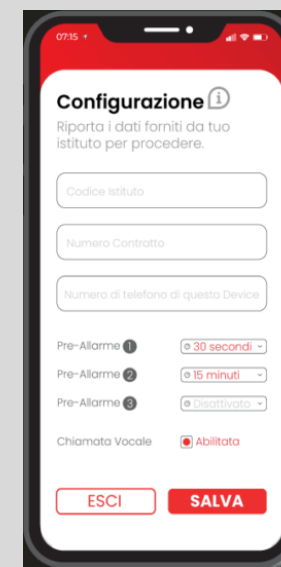 07:15
Configurazione i
Riporta i dati forniti da tuo
istituto per procedere.
Codice Istituto
Numero Contratto
Numero di telefono di questo Device
Pre-Allarme 1 30 secondi
Pre-Allarme 2 15 minuti
Pre-Allarme 3 Disattivato
Chiamata Vocale Abilitata
ESCI SALVA